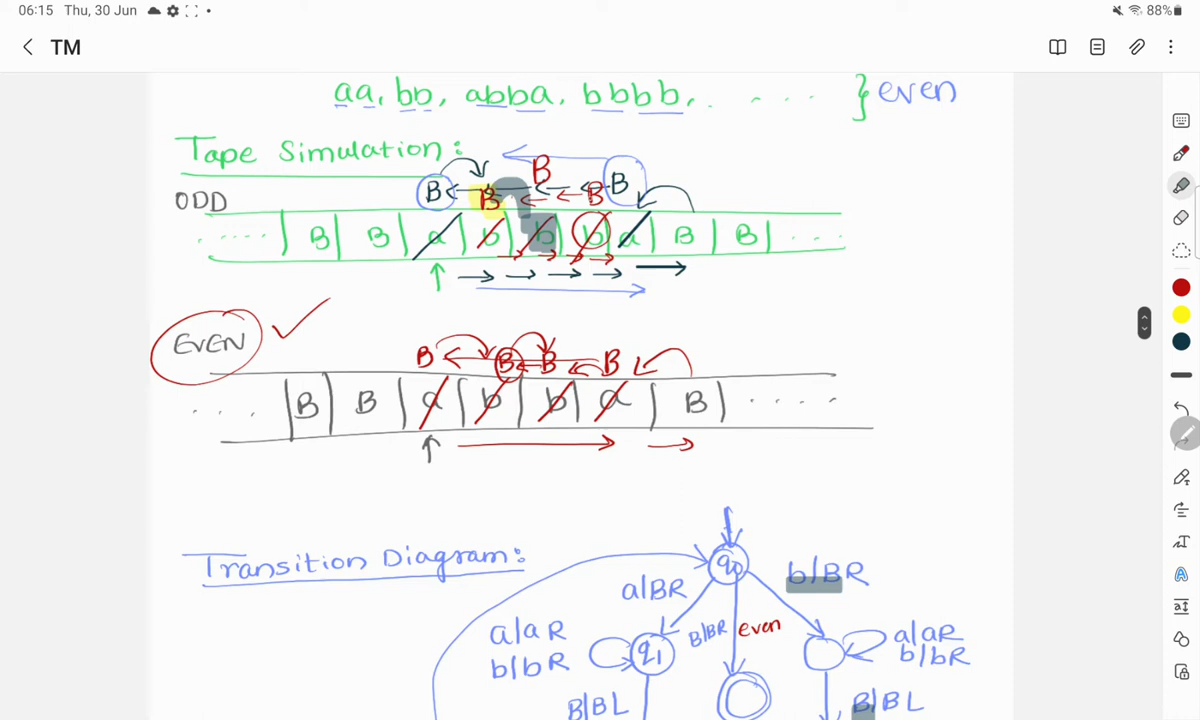 06:15 Thu, 30 Jun 88%
TM
aa, bb, abba, bbbb, . . . . . } even
Tape Simulation:
B B
B B B
ODD
. . . . . | B | B | a | b | b | b | a | B | B | . . . .
EVEN
B B B B
. . . . | B | B | a | b | b | a | B | . . . . .
Transition Diagram:
q0
b|BR
a|BR
B|BR even
a|aR
b|bR
q1
a|aR
b|bR
B|BL
B|BL